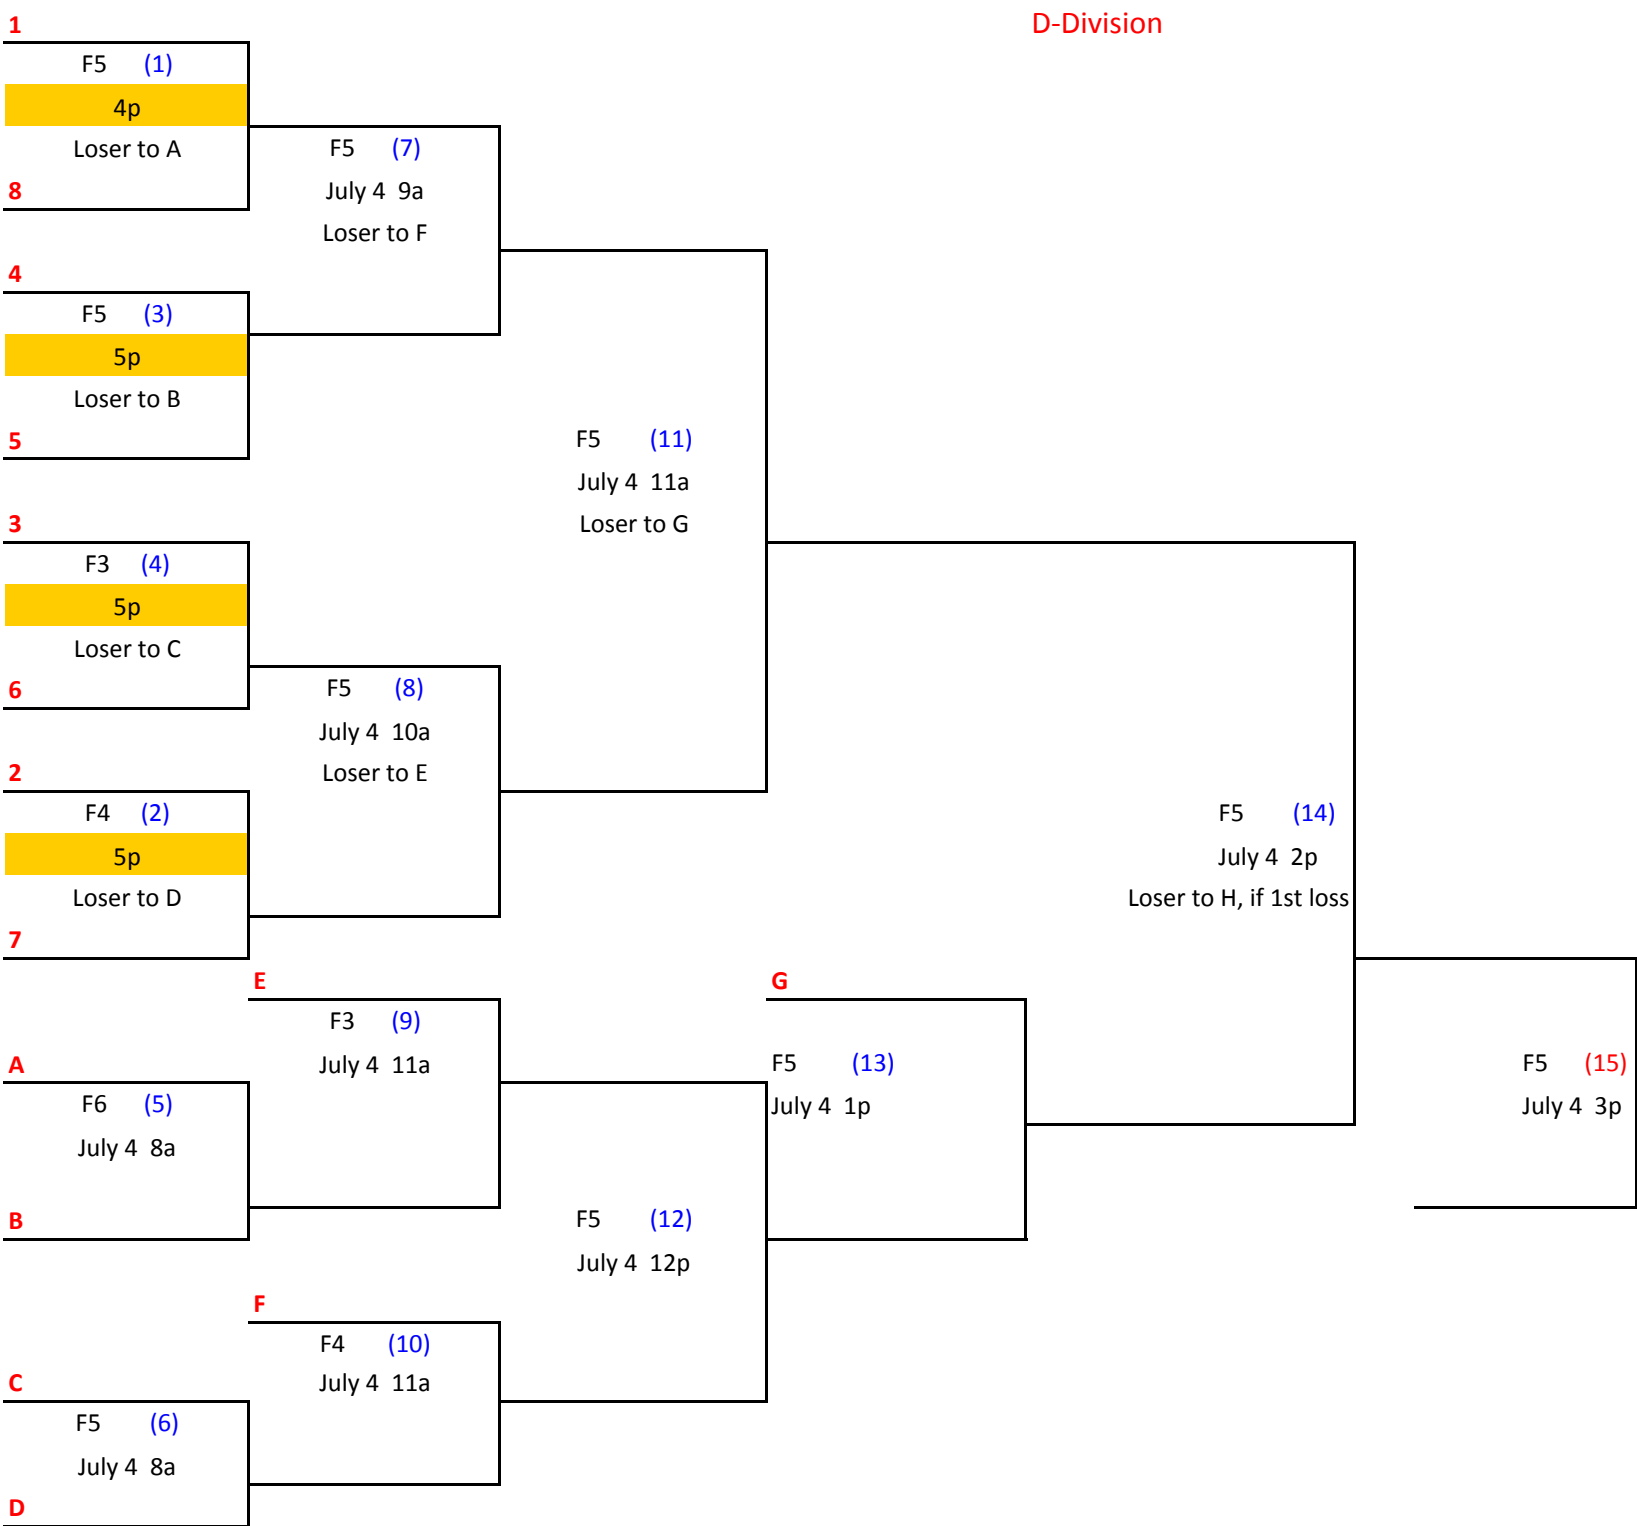 D-Division
1
F5 (1)
4p
Loser to A
8
F5 (7)
July 4 9a
Loser to F
4
F5 (3)
5p
Loser to B
5
F5 (11)
July 4 11a
Loser to G
3
F3 (4)
5p
Loser to C
6
F5 (8)
July 4 10a
Loser to E
2
F4 (2)
5p
Loser to D
7
F5 (14)
July 4 2p
Loser to H, if 1st loss
E
F3 (9)
July 4 11a
G
F5 (13)
July 4 1p
F5 (15)
July 4 3p
A
F6 (5)
July 4 8a
B
F5 (12)
July 4 12p
F
F4 (10)
July 4 11a
C
F5 (6)
July 4 8a
D